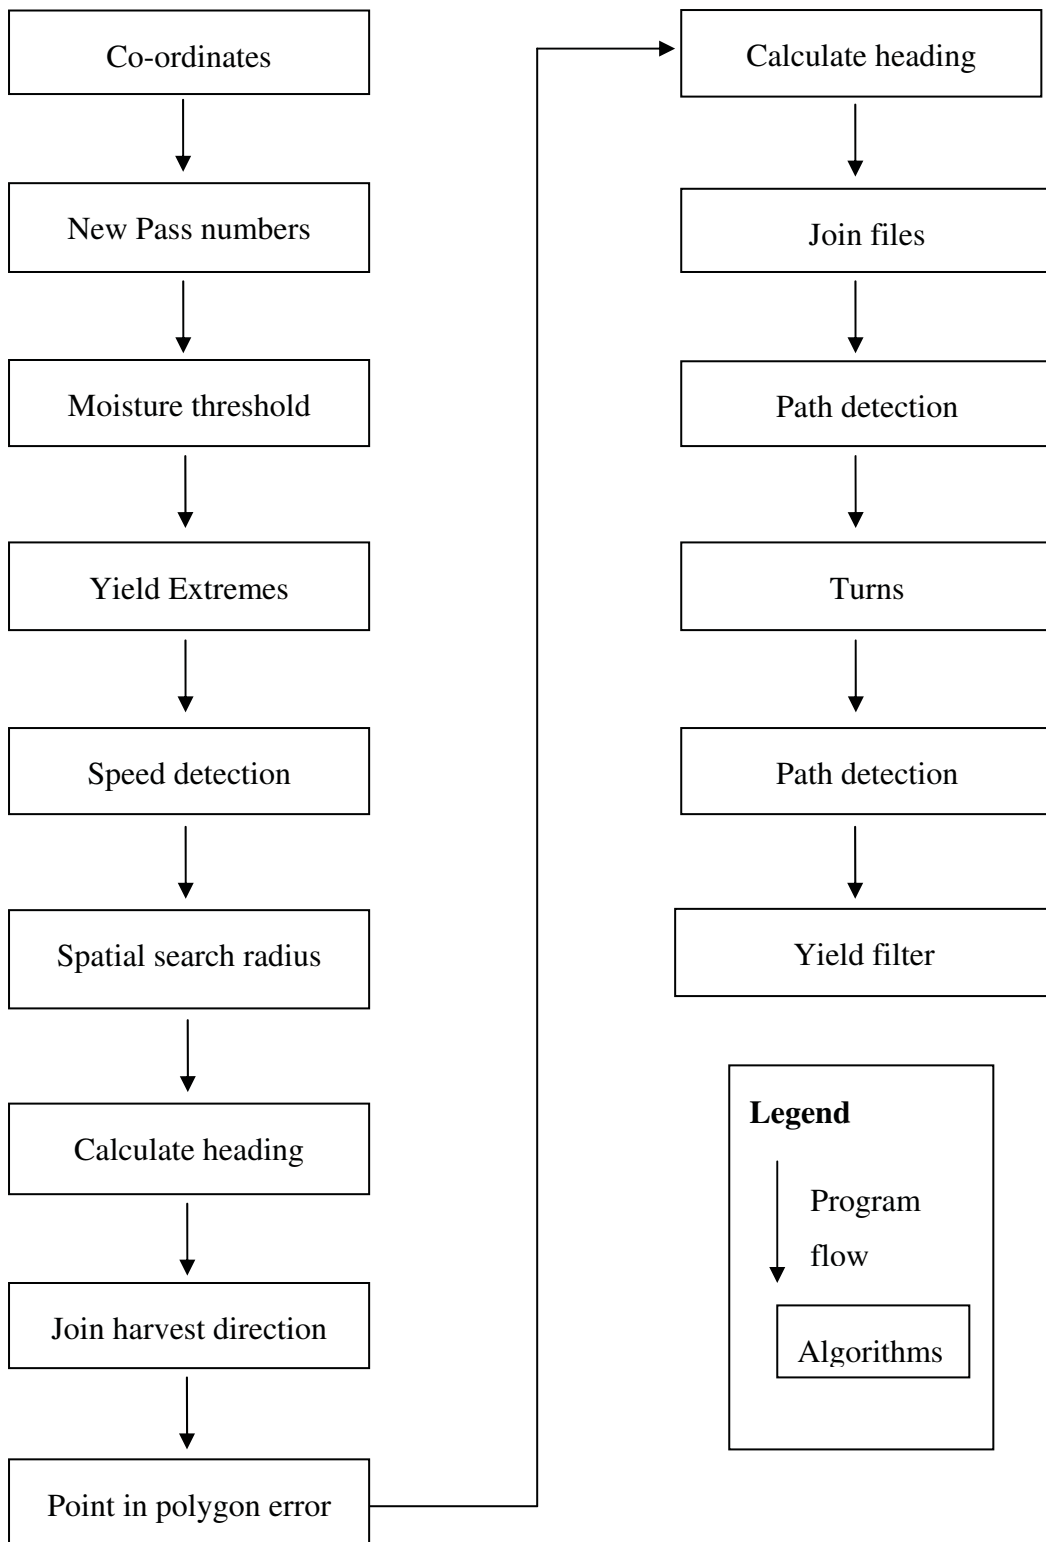 Co-ordinates
New Pass numbers
Moisture threshold
Yield Extremes
Speed detection
Spatial search radius
Calculate heading
Join harvest direction
Point in polygon error
Calculate heading
Join files
Path detection
Turns
Path detection
Yield filter
Legend
Program
flow
Algorithms